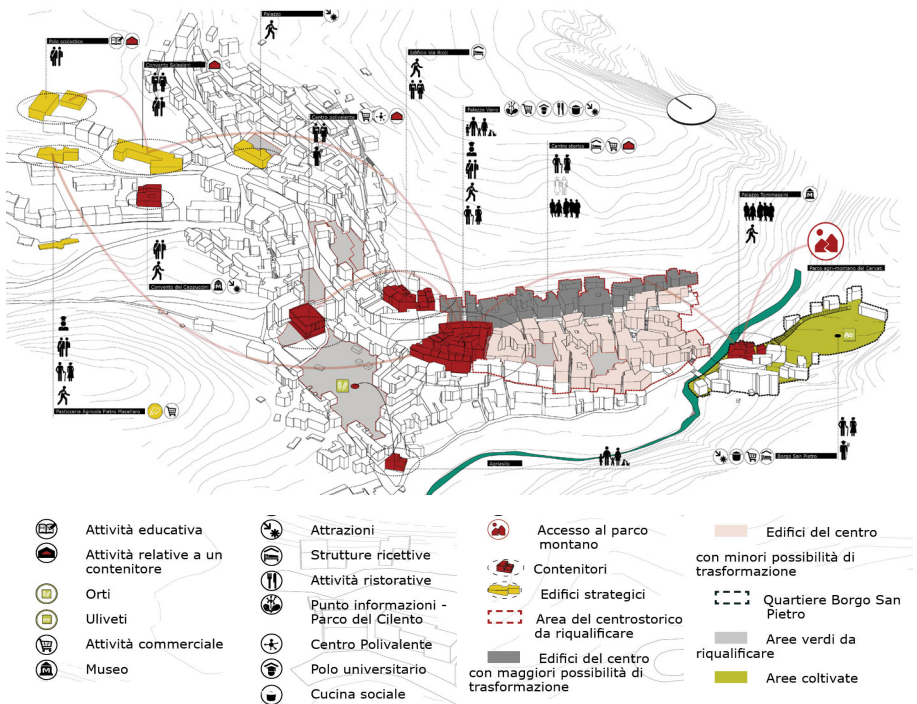 Palazzo
Polo scolastico
Edificio Via Ricci
Convento Salesiani
Palazzo Vairo
Centro polivalente
Centro storico
Palazzo Tommasini
Parco agri-montano del Cervati
Convento dei Cappuccini
Pasticceria Agricola Pietro Macellaro
Borgo San Pietro
Attività educativa
Attività relative a un
contenitore
Orti
Uliveti
Attività commerciale
Museo
Attrazioni
Strutture ricettive
Attività ristorative
Punto informazioni -
Parco del Cilento
Centro Polivalente
Polo universitario
Cucina sociale
Accesso al parco
montano
Contenitori
Edifici strategici
Area del centrostorico
da riqualificare
Edifici del centro
con maggiori possibilità di
trasformazione
Edifici del centro
con minori possibilità di
trasformazione
Quartiere Borgo San
Pietro
Aree verdi da
riqualificare
Aree coltivate